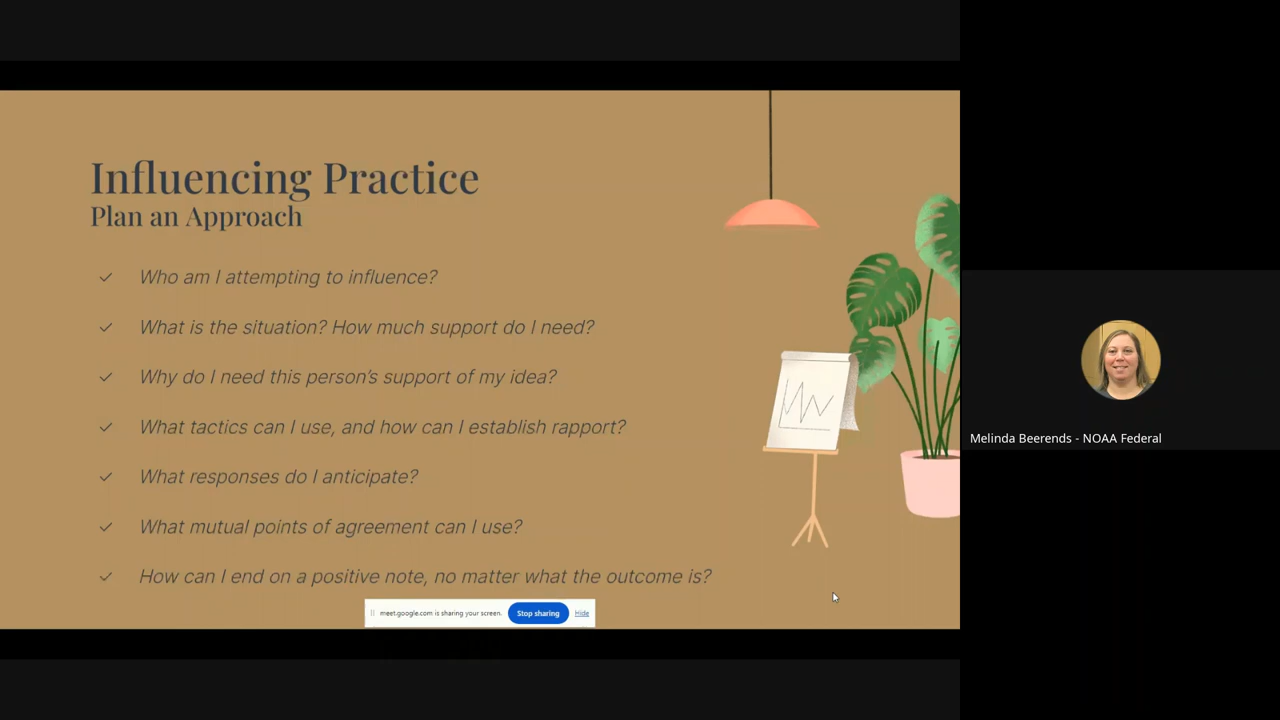 Influencing Practice
Plan an Approach
Who am I attempting to influence?
What is the situation? How much support do I need?
Why do I need this person's support of my idea?
What tactics can I use, and how can I establish rapport?
What responses do I anticipate?
What mutual points of agreement can I use?
How can I end on a positive note, no matter what the outcome is?
meet.google.com is sharing your screen. Stop sharing Hide
Melinda Beerends - NOAA Federal